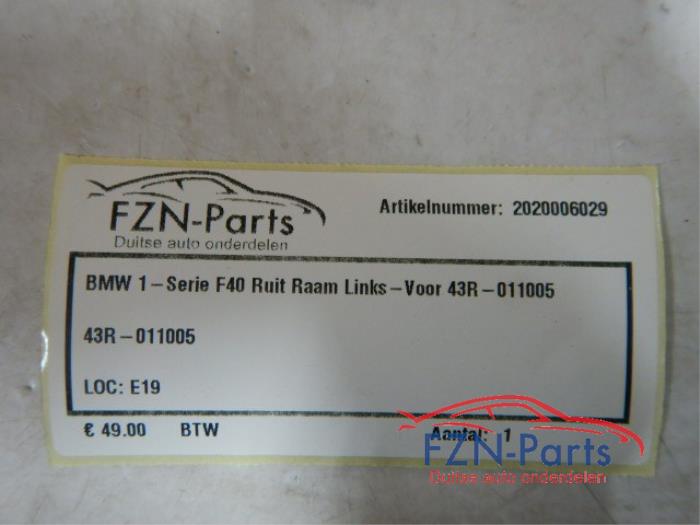 FZN-Parts
Duitse auto onderdelen
Artikelnummer: 2020006029
BMW 1-Serie F40 Ruit Raam Links-Voor 43R-011005
43R-011005
LOC: E19
€ 49.00 BTW Aantal: 1
FZN-Parts
Duitse auto onderdelen